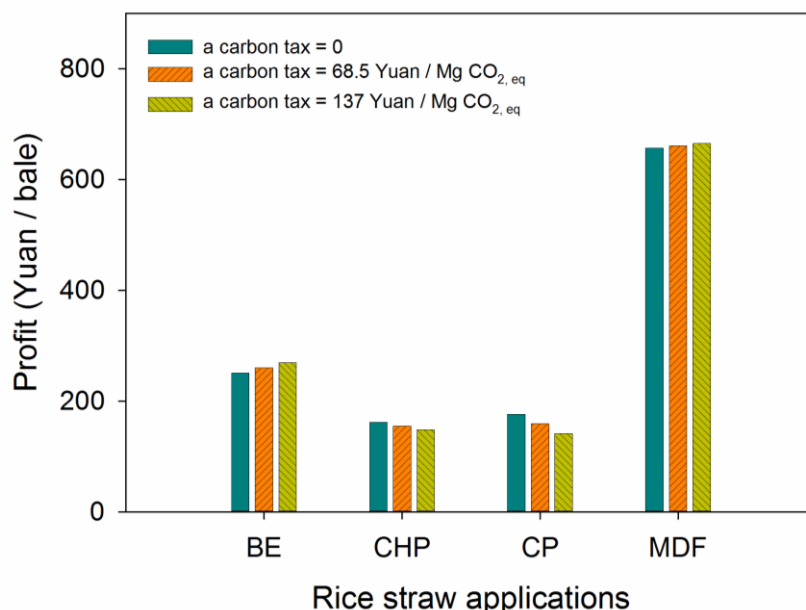 a carbon tax = 0
a carbon tax = 68.5 Yuan / Mg CO2, eq
a carbon tax = 137 Yuan / Mg CO2, eq
800
600
400
200
0
Profit (Yuan / bale)
BE CHP CP MDF
Rice straw applications